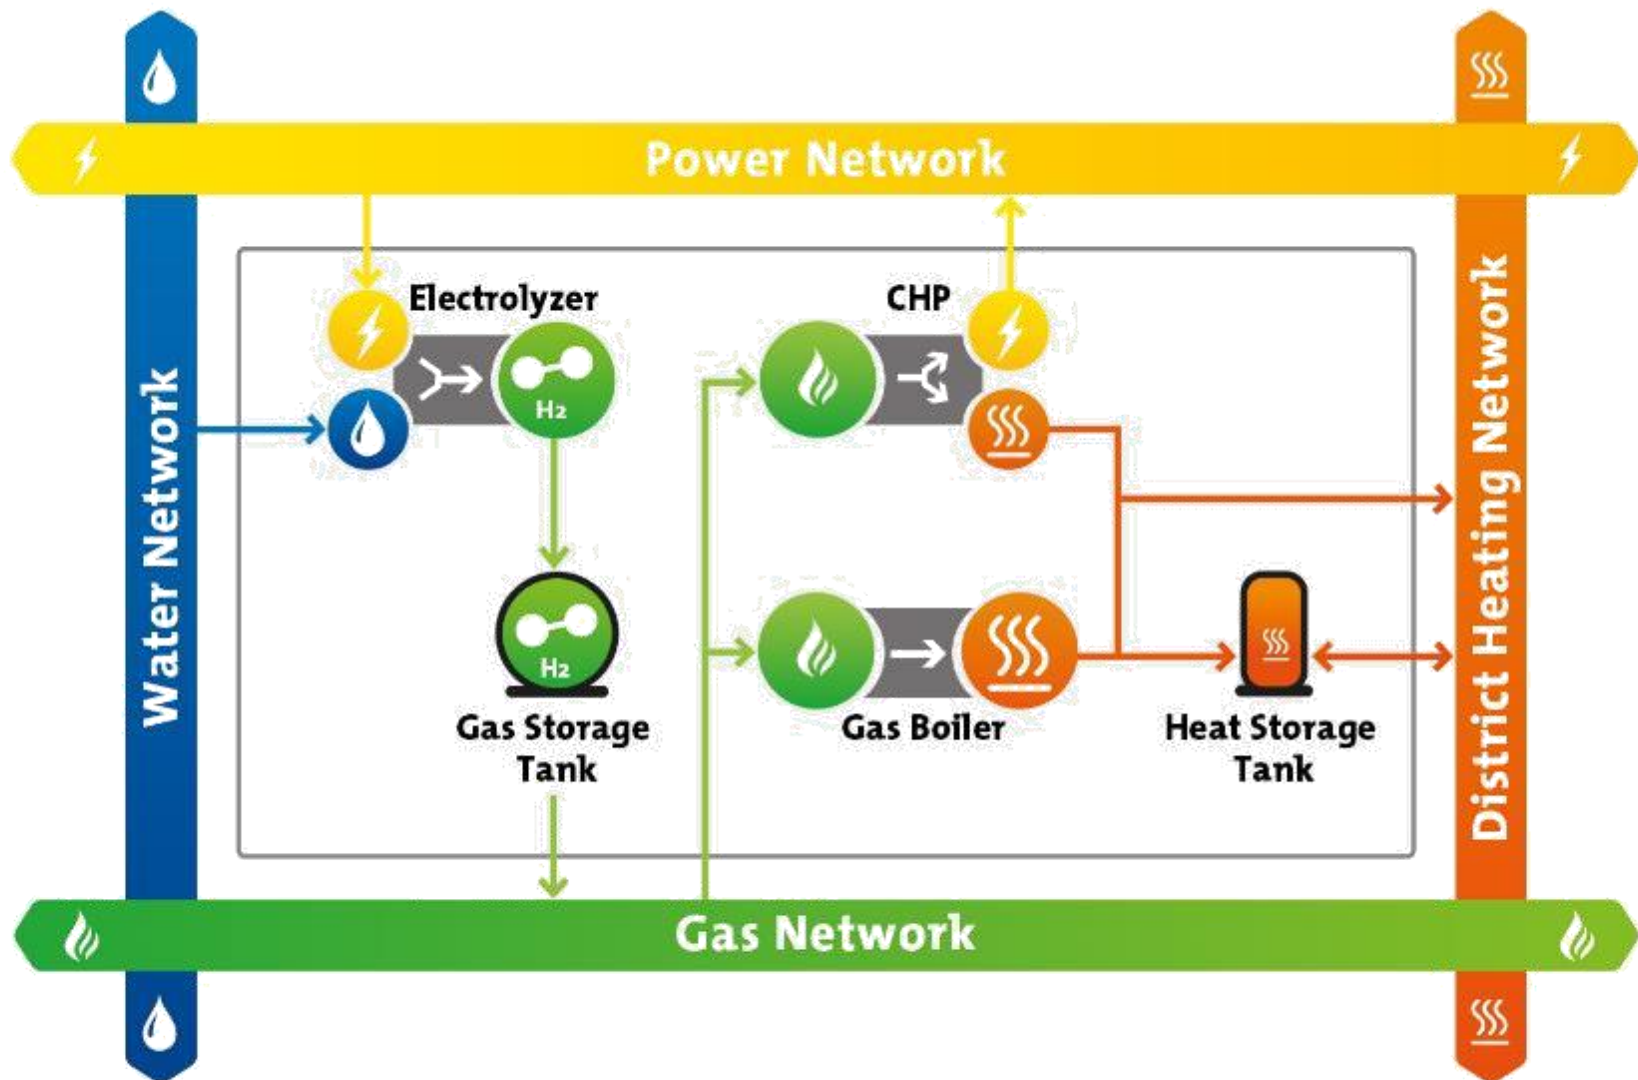 Power Network
Electrolyzer
CHP
H2
Water Network
District Heating Network
H2
Gas Storage
Tank
Gas Boiler
Heat Storage
Tank
Gas Network